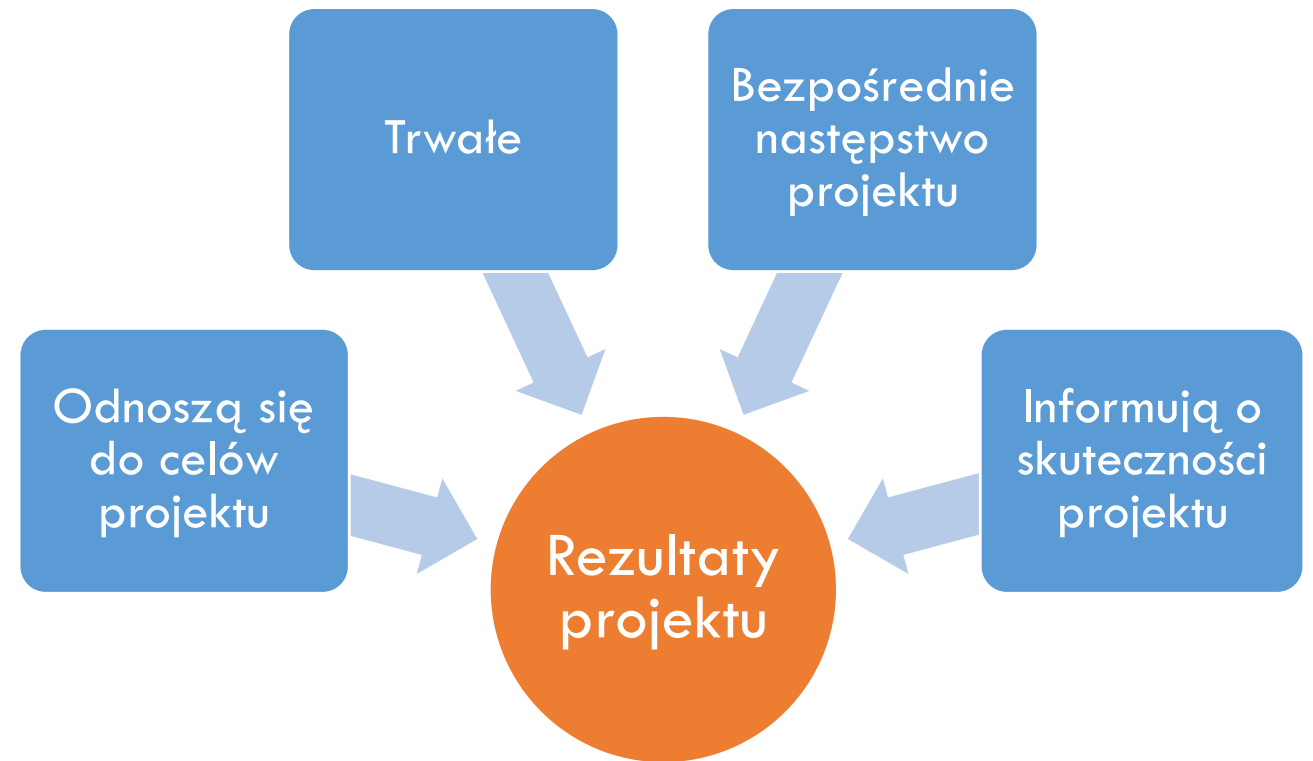 Odnoszą się
do celów
projektu
Trwałe
Bezpośrednie
następstwo
projektu
Informują o
skuteczności
projektu
Rezultaty
projektu